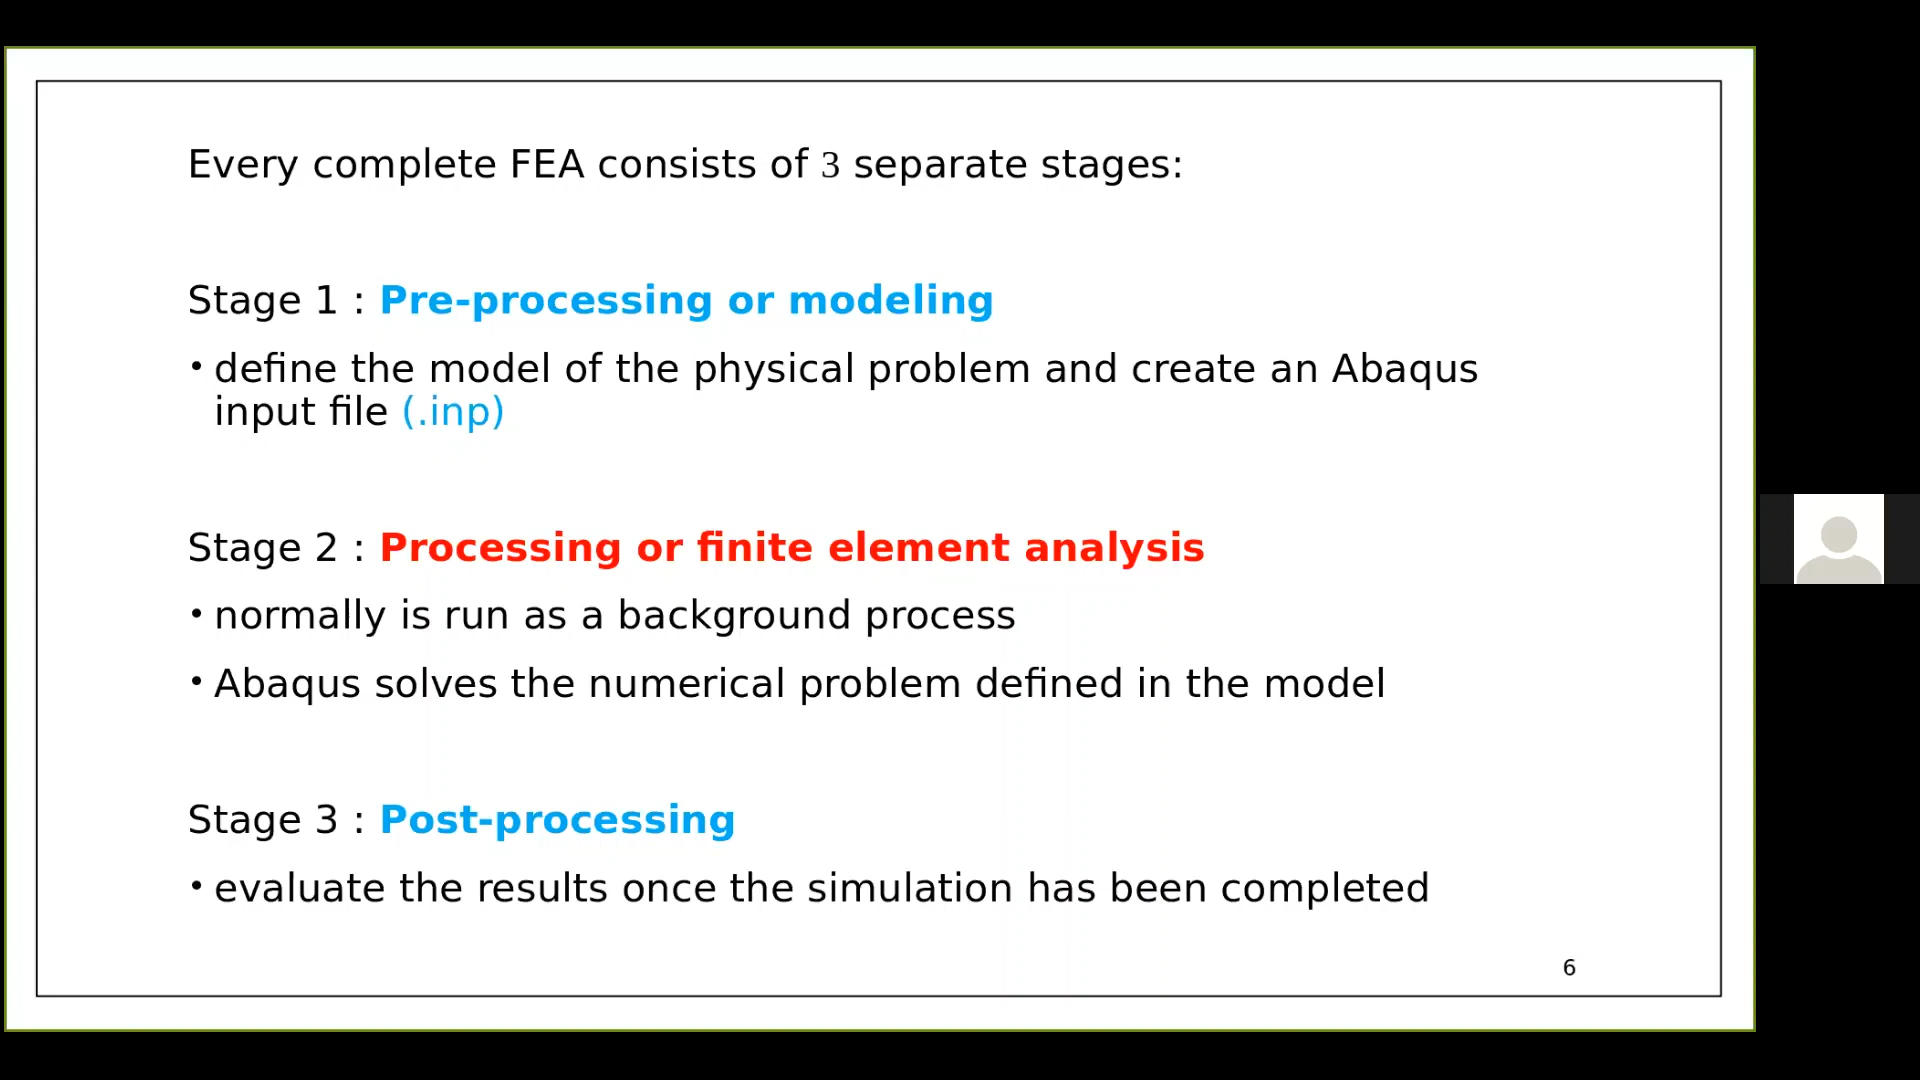 Every complete FEA consists of 3 separate stages:
Stage 1 : Pre-processing or modeling
• define the model of the physical problem and create an Abaqus
input file (.inp)
Stage 2 : Processing or finite element analysis
• normally is run as a background process
• Abaqus solves the numerical problem defined in the model
Stage 3 : Post-processing
• evaluate the results once the simulation has been completed
6